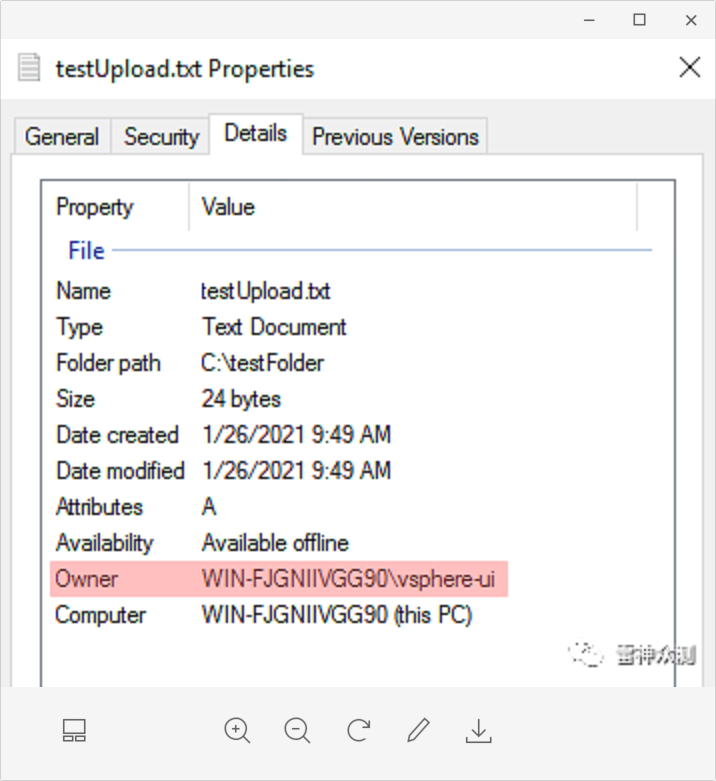 testUpload.txt Properties
General Security Details Previous Versions
Property Value
File
Name testUpload.txt
Type Text Document
Folder path C:\testFolder
Size 24 bytes
Date created 1/26/2021 9:49 AM
Date modified 1/26/2021 9:49 AM
Attributes A
Availability Available offline
Owner WIN-FJGNIIVGG90\vsphere-ui
Computer WIN-FJGNIIVGG90 (this PC)
雷神众测